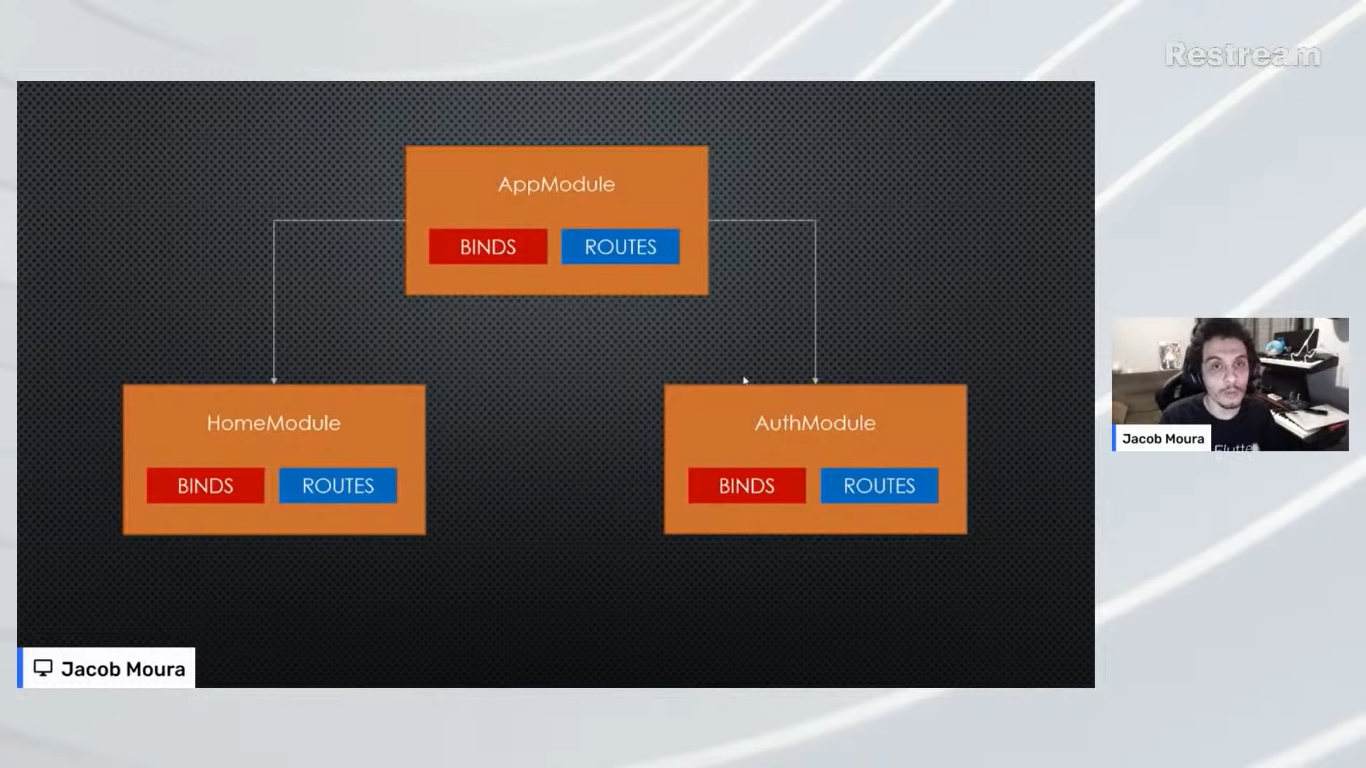 Restream
AppModule
BINDS
ROUTES
HomeModule
BINDS
ROUTES
AuthModule
BINDS
ROUTES
Jacob Moura
Jacob Moura